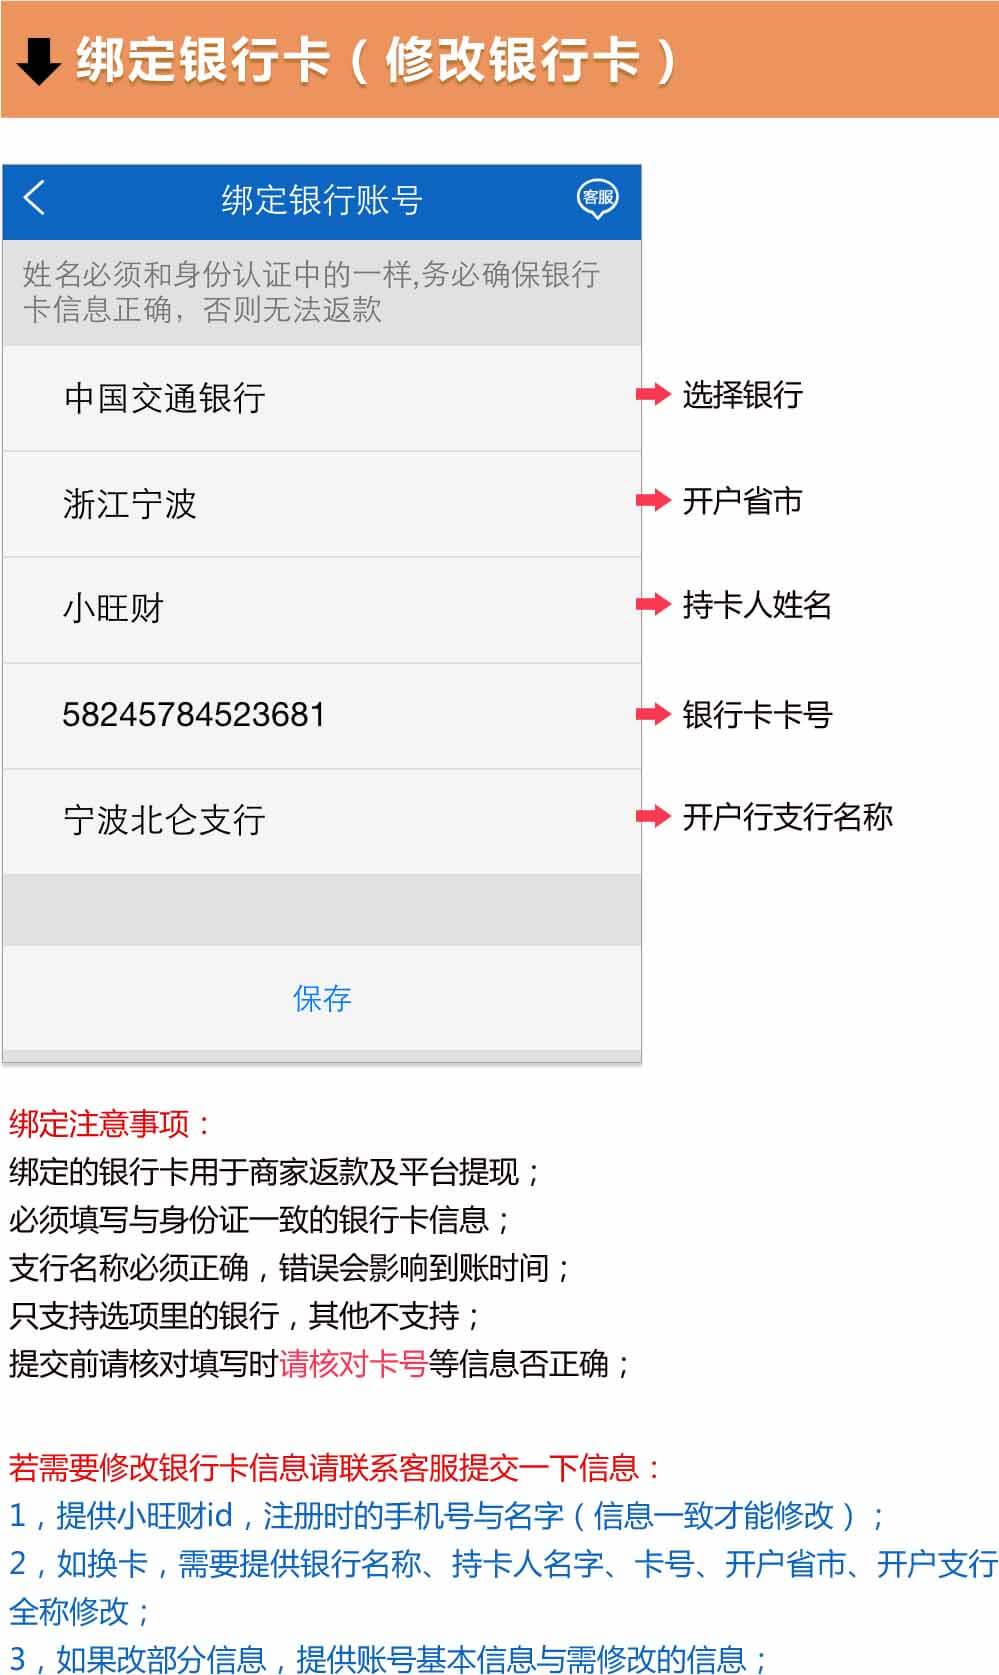 绑定银行卡（修改银行卡）
绑定银行账号
客服
姓名必须和身份认证中的一样,务必确保银行
卡信息正确，否则无法返款
中国交通银行
选择银行
浙江宁波
开户省市
小旺财
持卡人姓名
58245784523681
银行卡卡号
宁波北仑支行
开户行支行名称
保存
绑定注意事项：
绑定的银行卡用于商家返款及平台提现；
必须填写与身份证一致的银行卡信息；
支行名称必须正确，错误会影响到账时间；
只支持选项里的银行，其他不支持；
提交前请核对填写时请核对卡号等信息否正确；
若需要修改银行卡信息请联系客服提交一下信息：
1，提供小旺财id，注册时的手机号与名字（信息一致才能修改）；
2，如换卡，需要提供银行名称、持卡人名字、卡号、开户省市、开户支行
全称修改；
3，如果改部分信息，提供账号基本信息与需修改的信息；